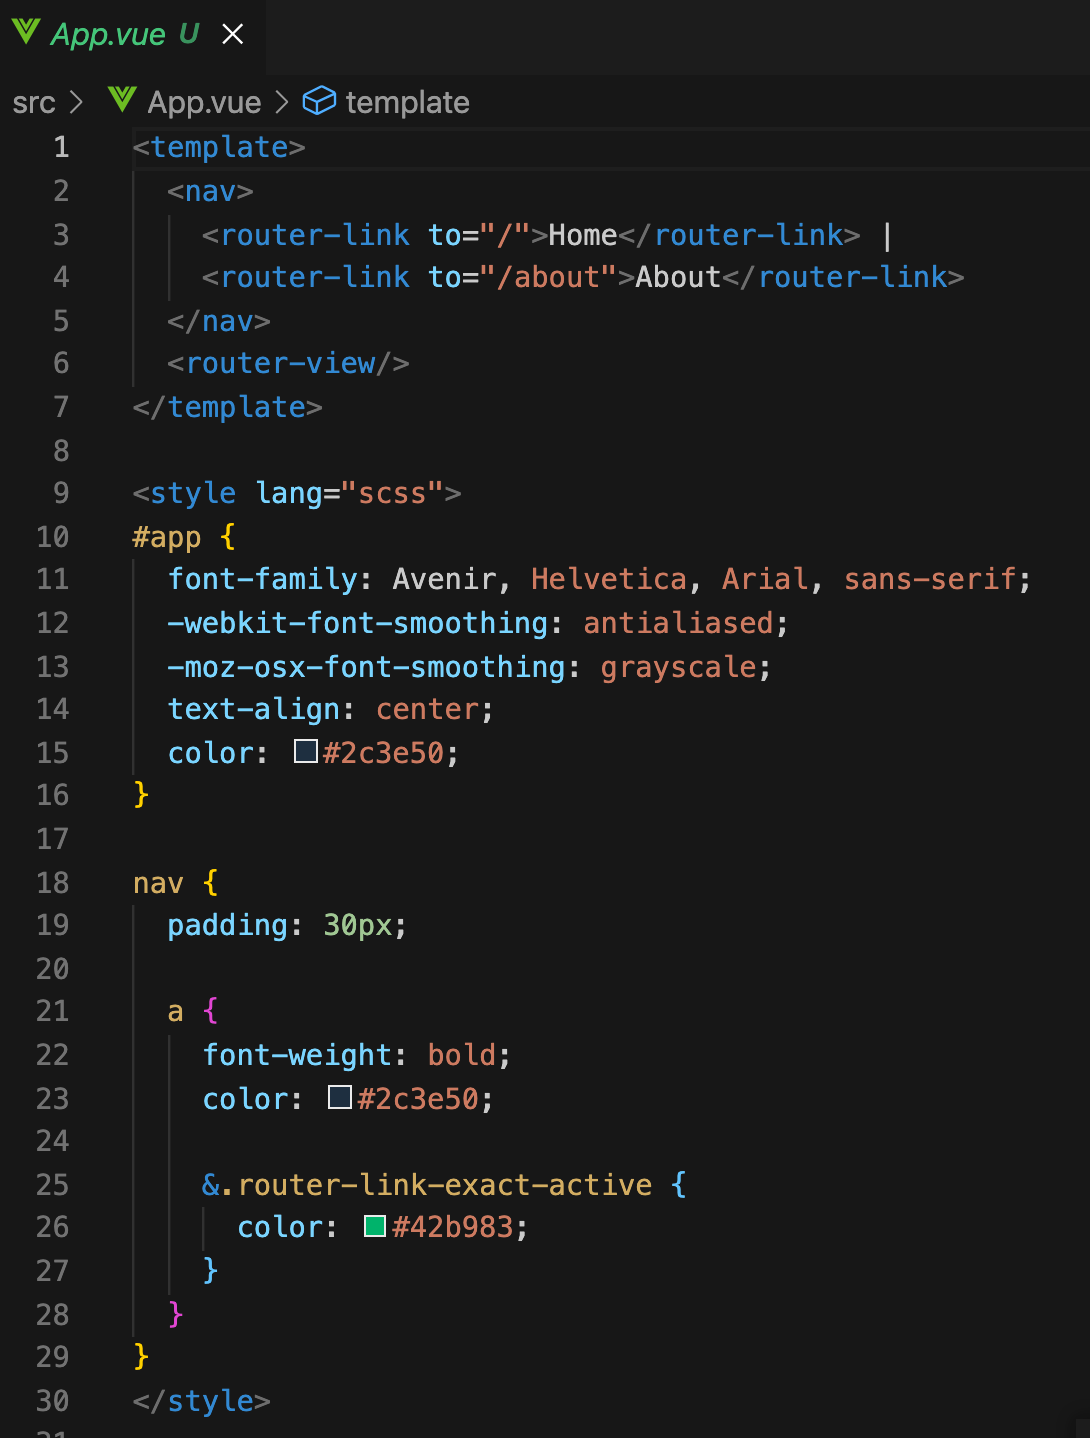 App.vue U
src > App.vue > template
1 <template>
2   <nav>
3     <router-link to="/">Home</router-link> |
4     <router-link to="/about">About</router-link>
5   </nav>
6   <router-view/>
7 </template>
8
9 <style lang="scss">
10 #app {
11   font-family: Avenir, Helvetica, Arial, sans-serif;
12   -webkit-font-smoothing: antialiased;
13   -moz-osx-font-smoothing: grayscale;
14   text-align: center;
15   color: #2c3e50;
16 }
17
18 nav {
19   padding: 30px;
20
21   a {
22     font-weight: bold;
23     color: #2c3e50;
24
25     &.router-link-exact-active {
26       color: #42b983;
27     }
28   }
29 }
30 </style>
31